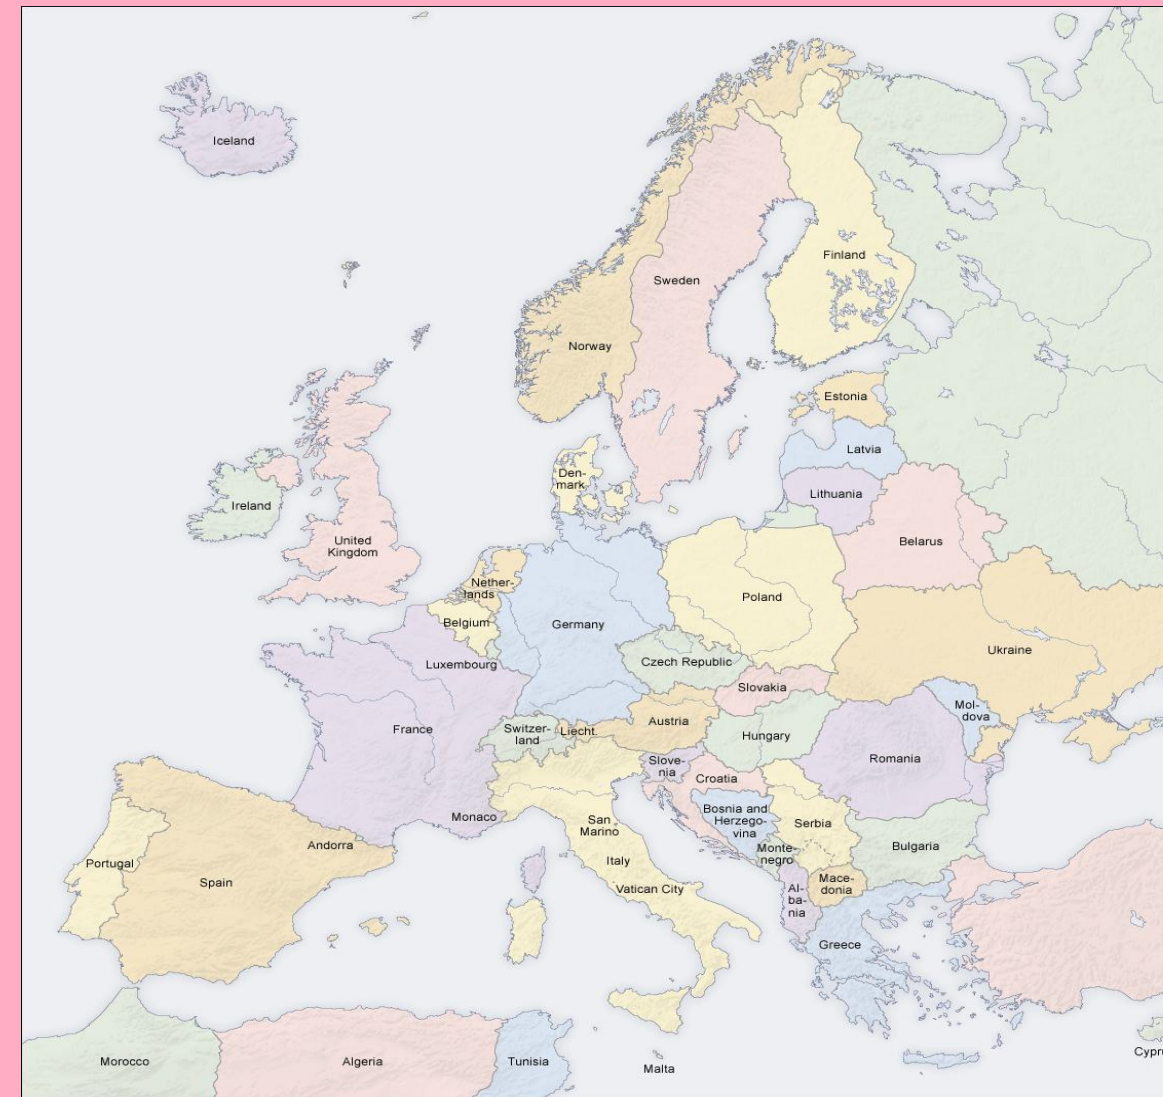 Iceland
Finland
Sweden
Norway
Estonia
Latvia
Den-
mark
Lithuania
Ireland
United
Kingdom
Belarus
Nether-
lands
Poland
Belgium
Germany
Ukraine
Czech Republic
Luxembourg
Slovakia
Mol-
dova
France
Switzer-
land
Liecht.
Austria
Hungary
Romania
Slove-
nia
Croatia
Bosnia and
Herzego-
vina
Monaco
San
Marino
Serbia
Andorra
Monte-
negro
Bulgaria
Portugal
Spain
Italy
Vatican City
Mace-
donia
Al-
ba-
nia
Greece
Morocco
Algeria
Tunisia
Malta
Cypr